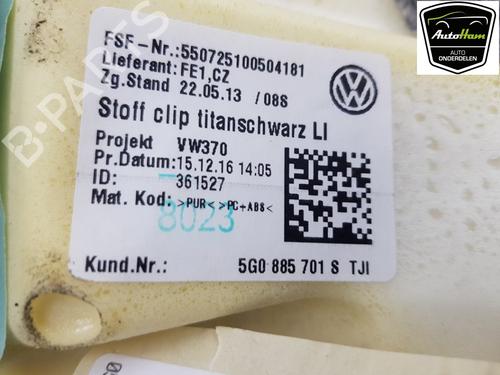 FSF-Nr.:550725100504181
Lieferant:FE1,CZ
Zg.Stand 22.05.13 /08S
Stoff clip titanschwarz LI
Projekt VW370
Pr.Datum:15.12.16 14:05
ID: 361527
Mat. Kod: >PUR< >PC+ABS<
8023
Kund.Nr.: 5G0 885 701 S TJI
AutoHam
AUTO
ONDERDELEN
B-PARTS